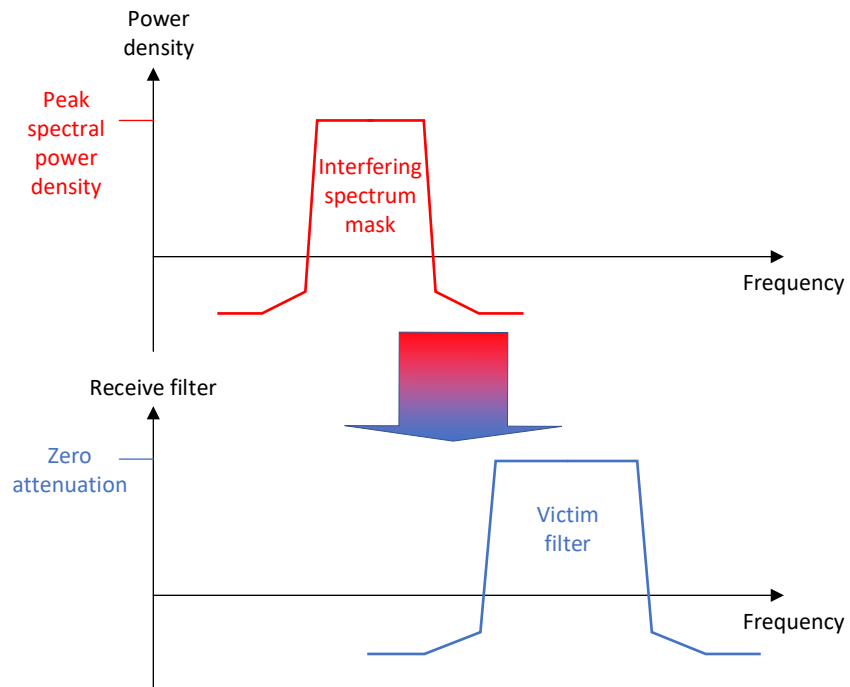 Power
density
Peak
spectral
power
density
Interfering
spectrum
mask
Frequency
Receive filter
Zero
attenuation
Victim
filter
Frequency